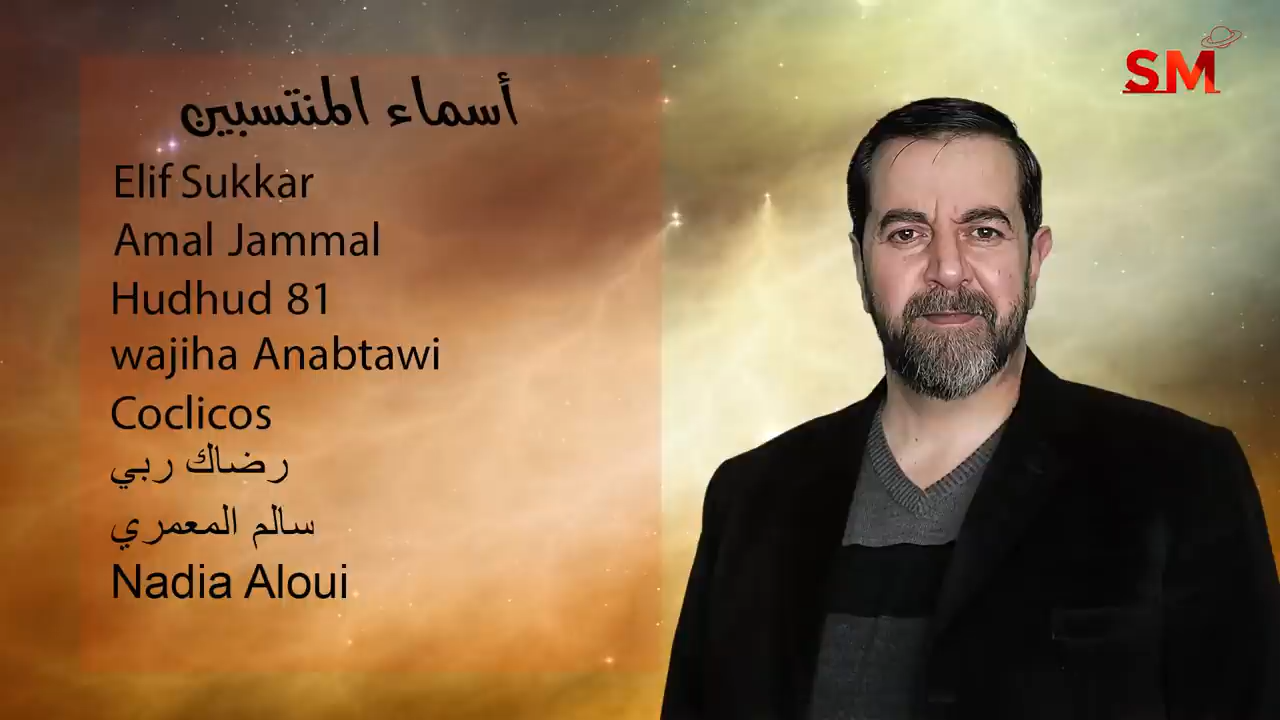 أسماء المنتسبين
Elif Sukkar
Amal Jammal
Hudhud 81
wajiha Anabtawi
Coclicos
رضاك ربي
سالم المعمري
Nadia Aloui
SM